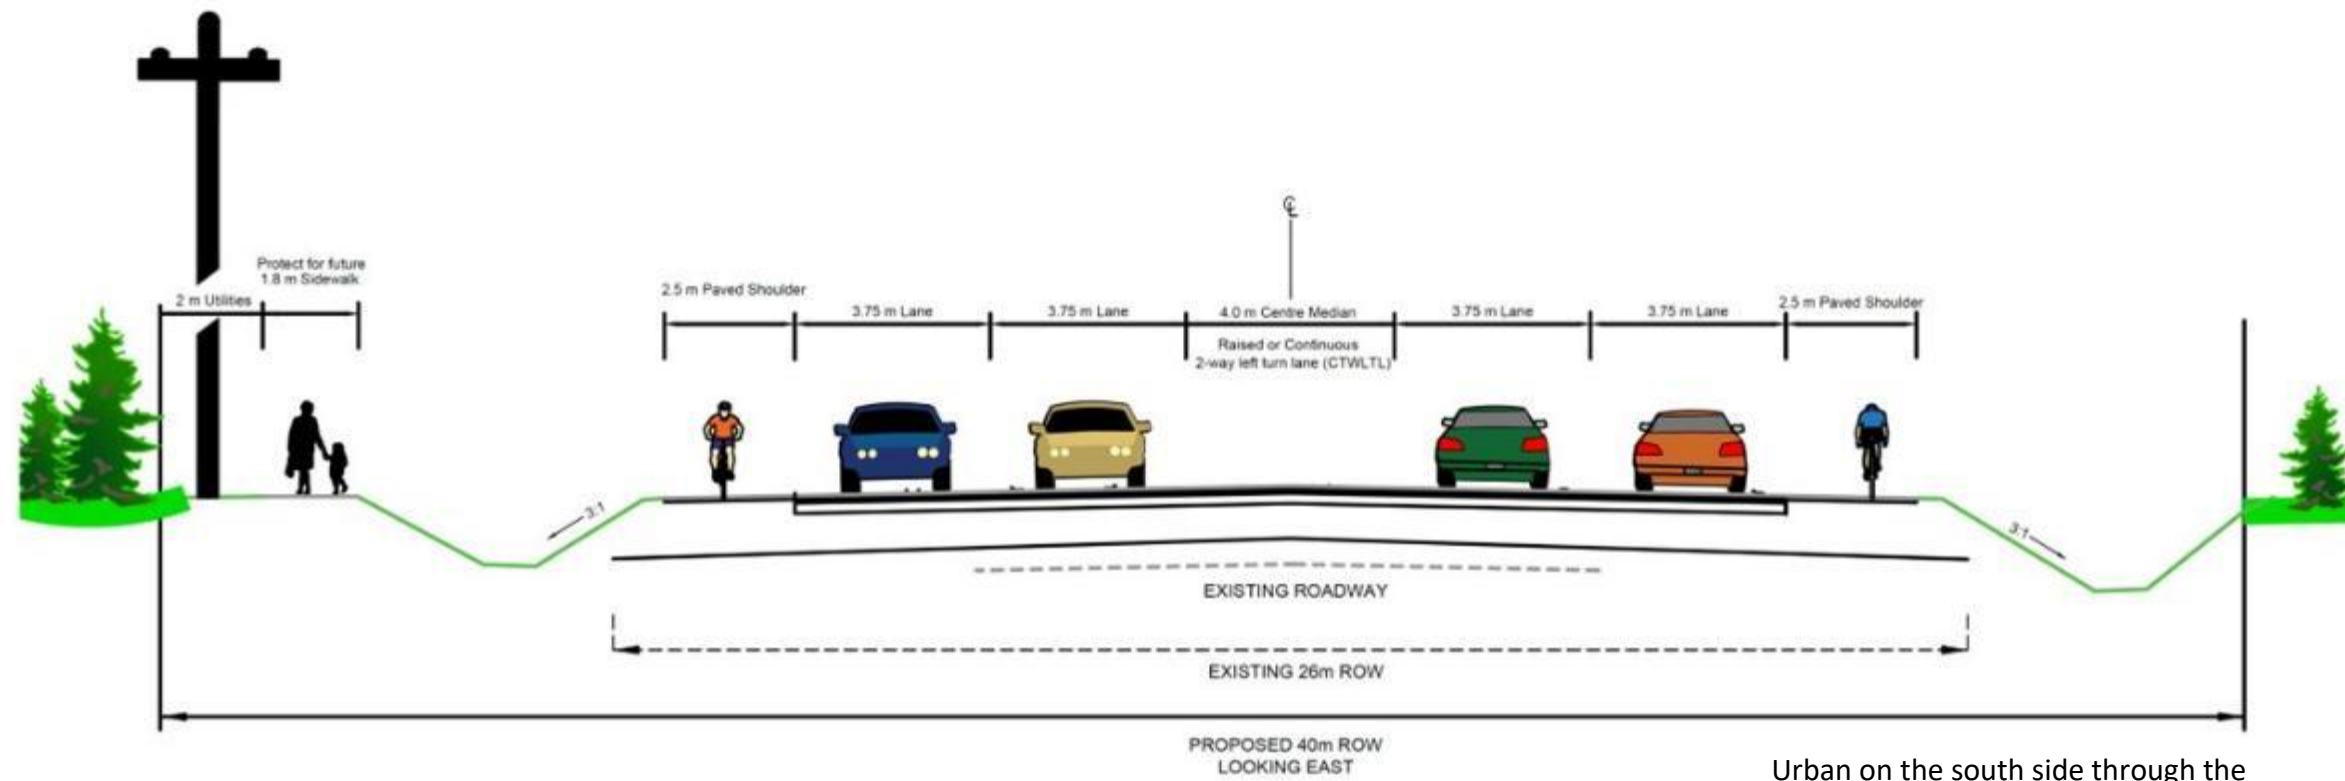 Protect for future
1.8 m Sidewalk
2 m Utilities
2.5 m Paved Shoulder
3.75 m Lane
3.75 m Lane
4.0 m Centre Median
Raised or Continuous
2-way left turn lane (CTWLTL)
3.75 m Lane
3.75 m Lane
2.5 m Paved Shoulder
℄
3:1
3:1
EXISTING ROADWAY
EXISTING 26m ROW
PROPOSED 40m ROW
LOOKING EAST
Urban on the south side through the